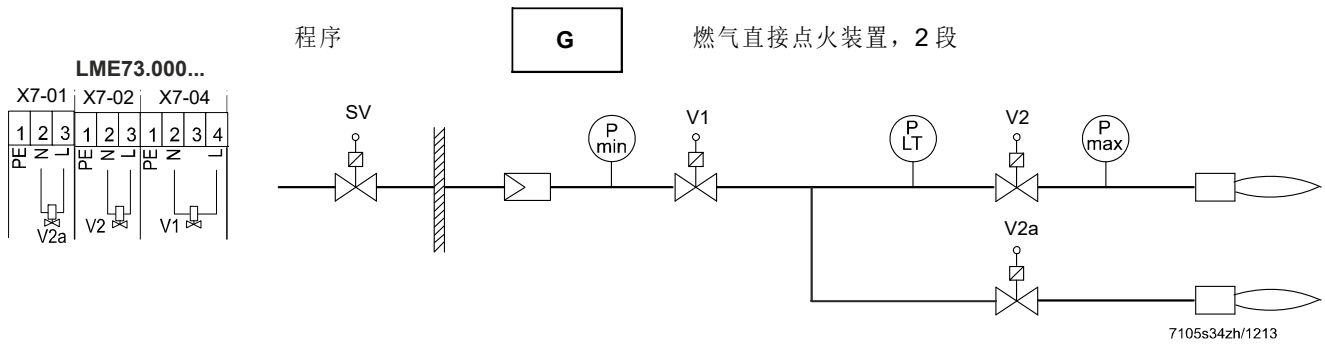 程序
G
燃气直接点火装置，2 段
LME73.000...
X7-01 X7-02 X7-04
1 2 3 1 2 3 1 2 3 4
PE N L PE N L PE N L
V2a V2 V1
SV
P min
V1
P LT
V2
P max
V2a
7105s34zh/1213